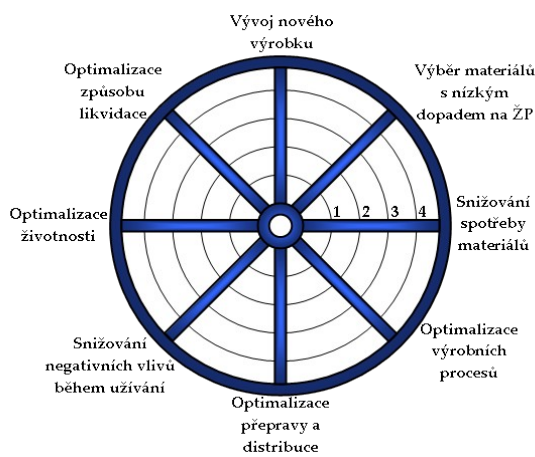 Vývoj nového
výrobku
Optimalizace
způsobu
likvidace
Výběr materiálů
s nízkým
dopadem na ŽP
Optimalizace
životnosti
1 2 3 4
Snižování
spotřeby
materiálů
Snižování
negativních vlivů
během užívání
Optimalizace
výrobních
procesů
Optimalizace
přepravy a
distribuce